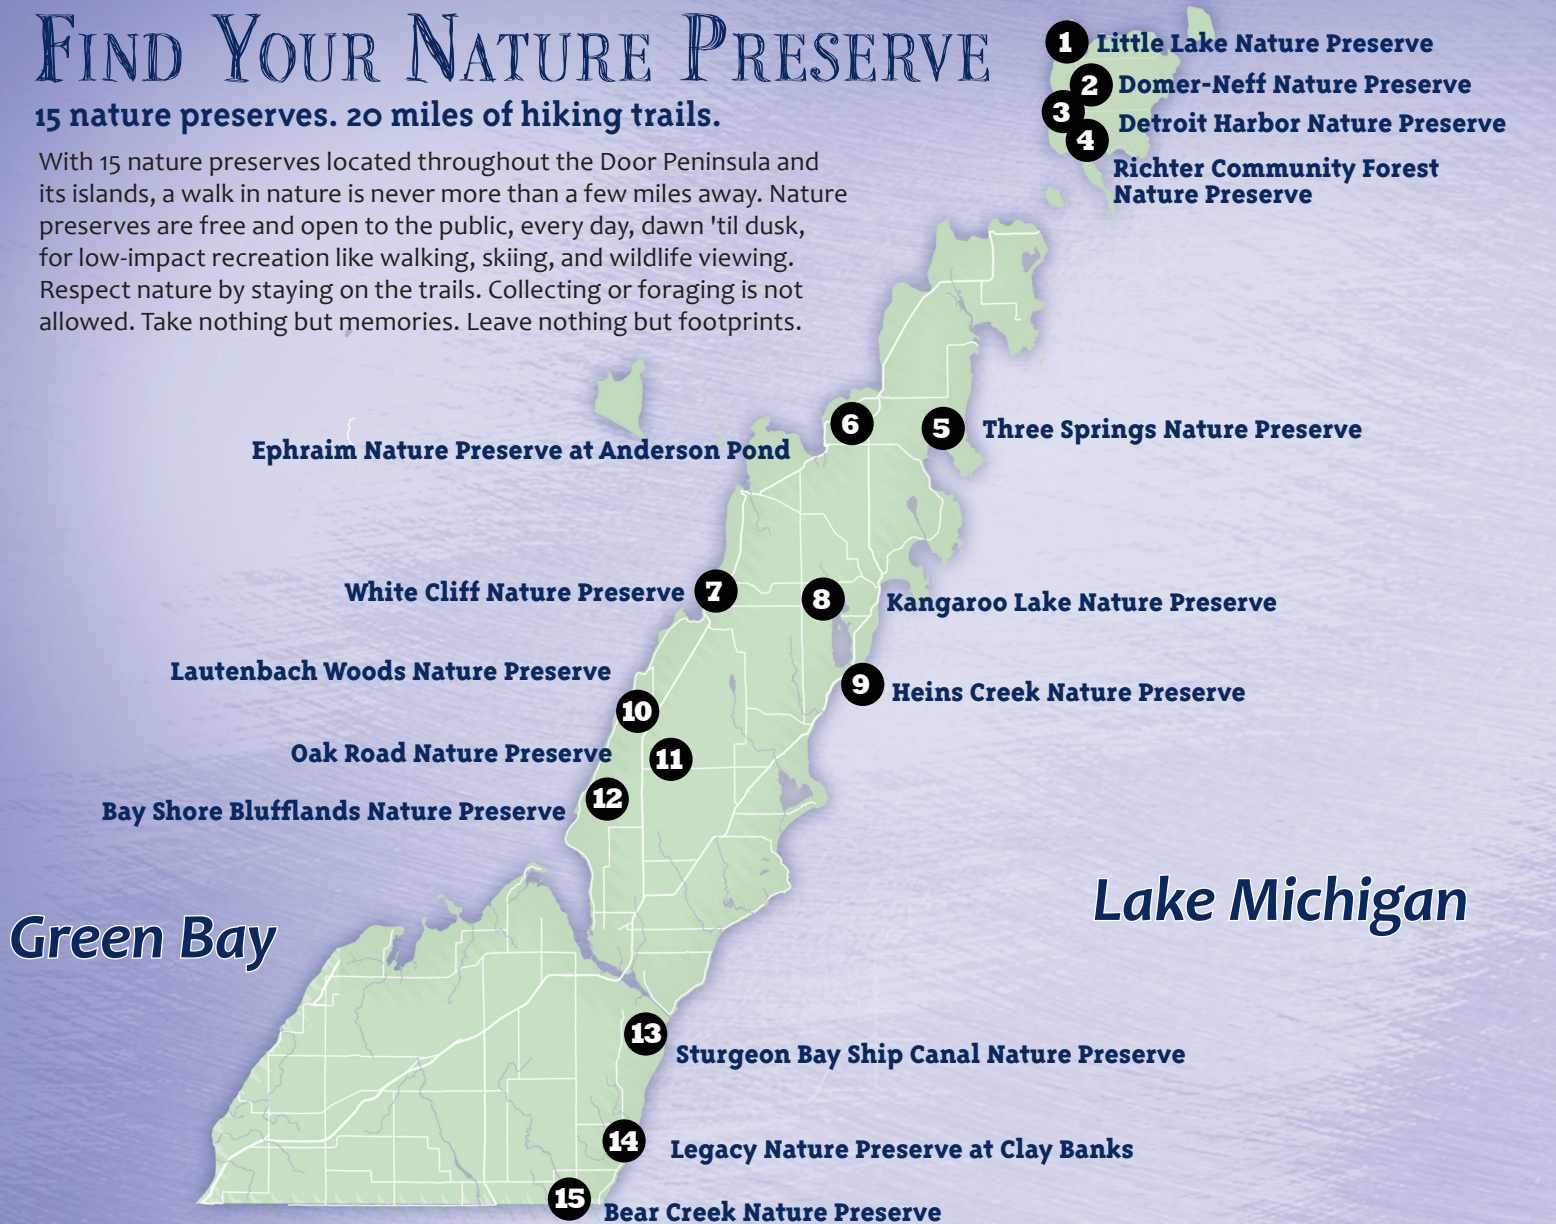 Find Your Nature Preserve
15 nature preserves. 20 miles of hiking trails.
With 15 nature preserves located throughout the Door Peninsula and
its islands, a walk in nature is never more than a few miles away. Nature
preserves are free and open to the public, every day, dawn 'til dusk,
for low-impact recreation like walking, skiing, and wildlife viewing.
Respect nature by staying on the trails. Collecting or foraging is not
allowed. Take nothing but memories. Leave nothing but footprints.
1 Little Lake Nature Preserve
2 Domer-Neff Nature Preserve
3 Detroit Harbor Nature Preserve
4 Richter Community Forest
Nature Preserve
5 Three Springs Nature Preserve
6 Ephraim Nature Preserve at Anderson Pond
White Cliff Nature Preserve 7
8 Kangaroo Lake Nature Preserve
9 Heins Creek Nature Preserve
Lautenbach Woods Nature Preserve 10
Oak Road Nature Preserve 11
Bay Shore Blufflands Nature Preserve 12
Green Bay
Lake Michigan
13 Sturgeon Bay Ship Canal Nature Preserve
14 Legacy Nature Preserve at Clay Banks
15 Bear Creek Nature Preserve